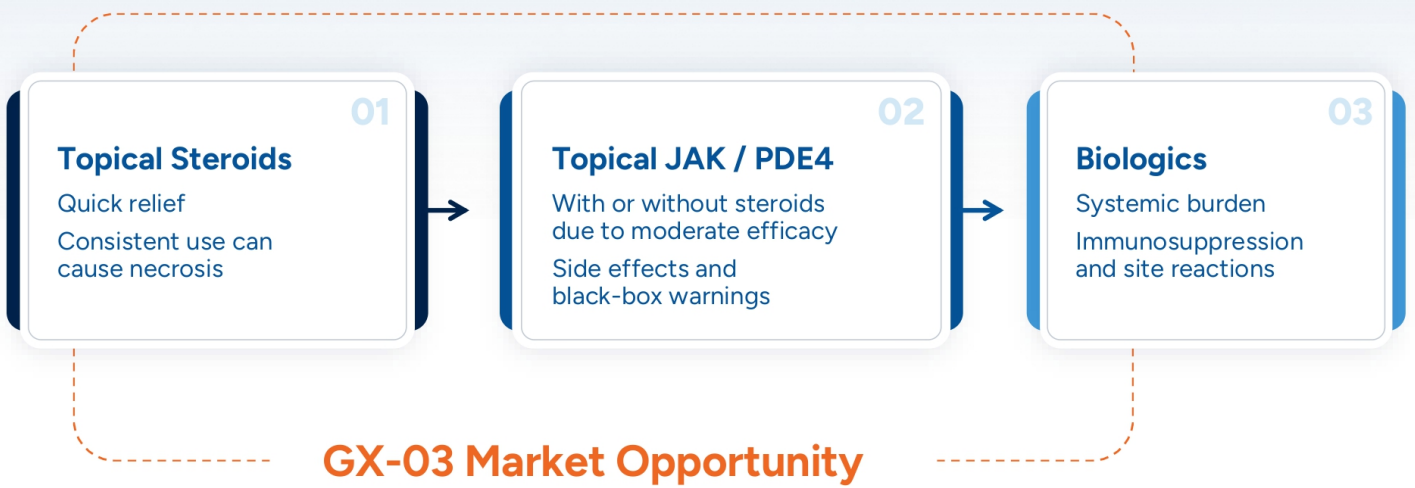 01
Topical Steroids
Quick relief
Consistent use can
cause necrosis
02
Topical JAK / PDE4
With or without steroids
due to moderate efficacy
Side effects and
black-box warnings
03
Biologics
Systemic burden
Immunosuppression
and site reactions
GX-03 Market Opportunity